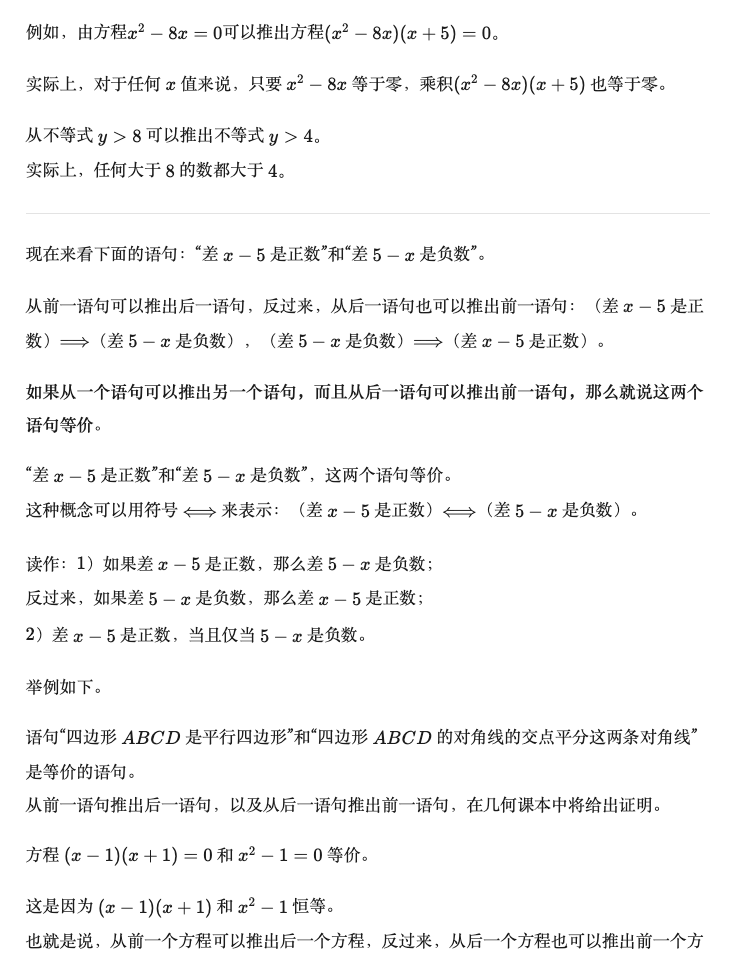 例如，由方程x² − 8x = 0可以推出方程(x² − 8x)(x + 5) = 0。
实际上，对于任何 x 值来说，只要 x² − 8x 等于零，乘积(x² − 8x)(x + 5) 也等于零。
从不等式 y > 8 可以推出不等式 y > 4。
实际上，任何大于 8 的数都大于 4。
现在来看下面的语句：“差 x − 5 是正数”和“差 5 − x 是负数”。
从前一语句可以推出后一语句，反过来，从后一语句也可以推出前一语句：（差 x − 5 是正
数）⟹（差 5 − x 是负数），（差 5 − x 是负数）⟹（差 x − 5 是正数）。
如果从一个语句可以推出另一个语句，而且从后一语句可以推出前一语句，那么就说这两个
语句等价。
“差 x − 5 是正数”和“差 5 − x 是负数”，这两个语句等价。
这种概念可以用符号 ⟺ 来表示：（差 x − 5 是正数）⟺（差 5 − x 是负数）。
读作：1）如果差 x − 5 是正数，那么差 5 − x 是负数；
反过来，如果差 5 − x 是负数，那么差 x − 5 是正数；
2）差 x − 5 是正数，当且仅当 5 − x 是负数。
举例如下。
语句“四边形 ABCD 是平行四边形”和“四边形 ABCD 的对角线的交点平分这两条对角线”
是等价的语句。
从前一语句推出后一语句，以及从后一语句推出前一语句，在几何课本中将给出证明。
方程 (x − 1)(x + 1) = 0 和 x² − 1 = 0 等价。
这是因为 (x − 1)(x + 1) 和 x² − 1 恒等。
也就是说，从前一个方程可以推出后一个方程，反过来，从后一个方程也可以推出前一个方